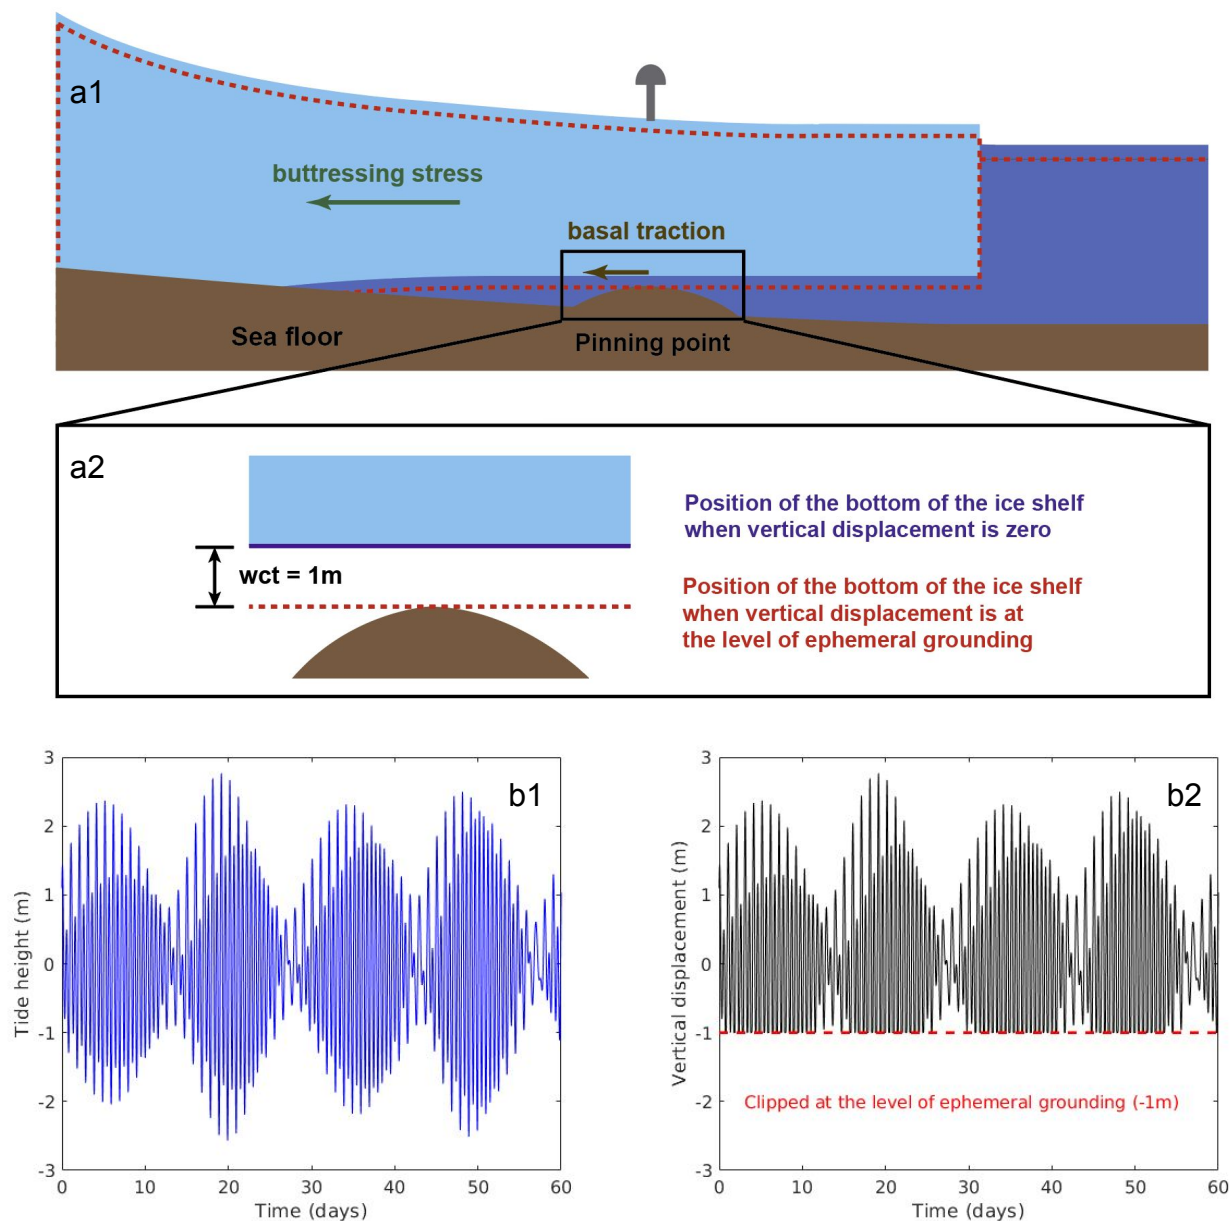 a1
buttressing stress
basal traction
Sea floor
Pinning point
a2
wct = 1m
Position of the bottom of the ice shelf
when vertical displacement is zero
Position of the bottom of the ice shelf
when vertical displacement is at
the level of ephemeral grounding
b1
3
2
1
0
-1
-2
-3
Tide height (m)
0 10 20 30 40 50 60
Time (days)
b2
3
2
1
0
-1
-2
-3
Vertical displacement (m)
Clipped at the level of ephemeral grounding (-1m)
0 10 20 30 40 50 60
Time (days)